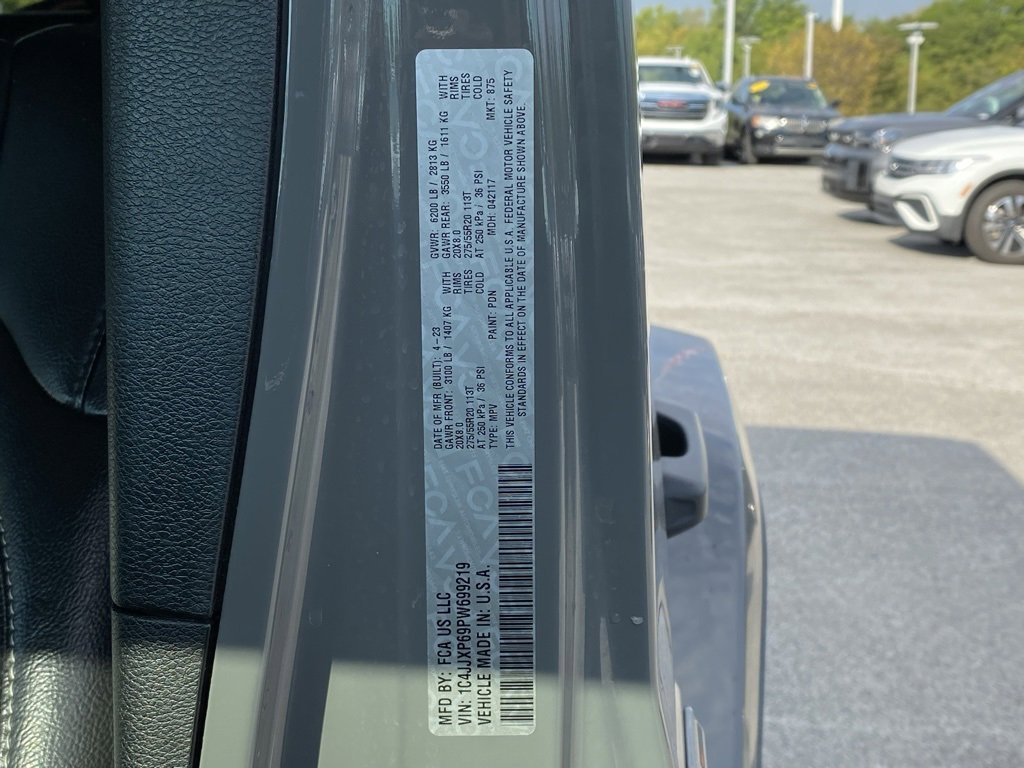 MFD BY: FCA US LLC
VIN: 1C4JJXP69PW699219
VEHICLE MADE IN: U.S.A.
DATE OF MFR (BUILT): 4-23 GVWR: 6200 LB / 2813 KG
GAWR FRONT: 3100 LB / 1407 KG WITH GAWR REAR: 3550 LB / 1611 KG WITH
20X8.0 RIMS 20X8.0 RIMS
275/55R20 113T TIRES 275/55R20 113T TIRES
AT 250 kPa / 36 PSI COLD AT 250 kPa / 36 PSI COLD
TYPE: MPV PAINT: PDN MDH: 042117 MKT: 875
THIS VEHICLE CONFORMS TO ALL APPLICABLE U.S.A. FEDERAL MOTOR VEHICLE SAFETY
STANDARDS IN EFFECT ON THE DATE OF MANUFACTURE SHOWN ABOVE.